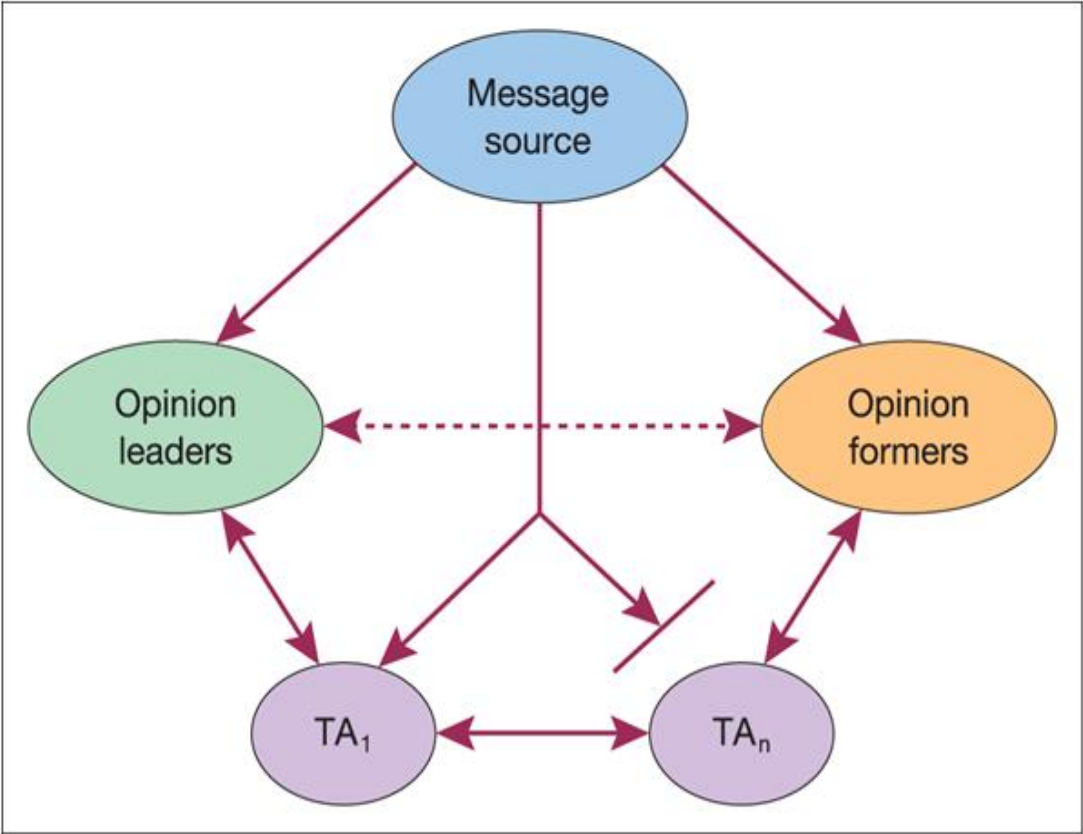 Message
source
Opinion
leaders
Opinion
formers
TA₁
TAₙ